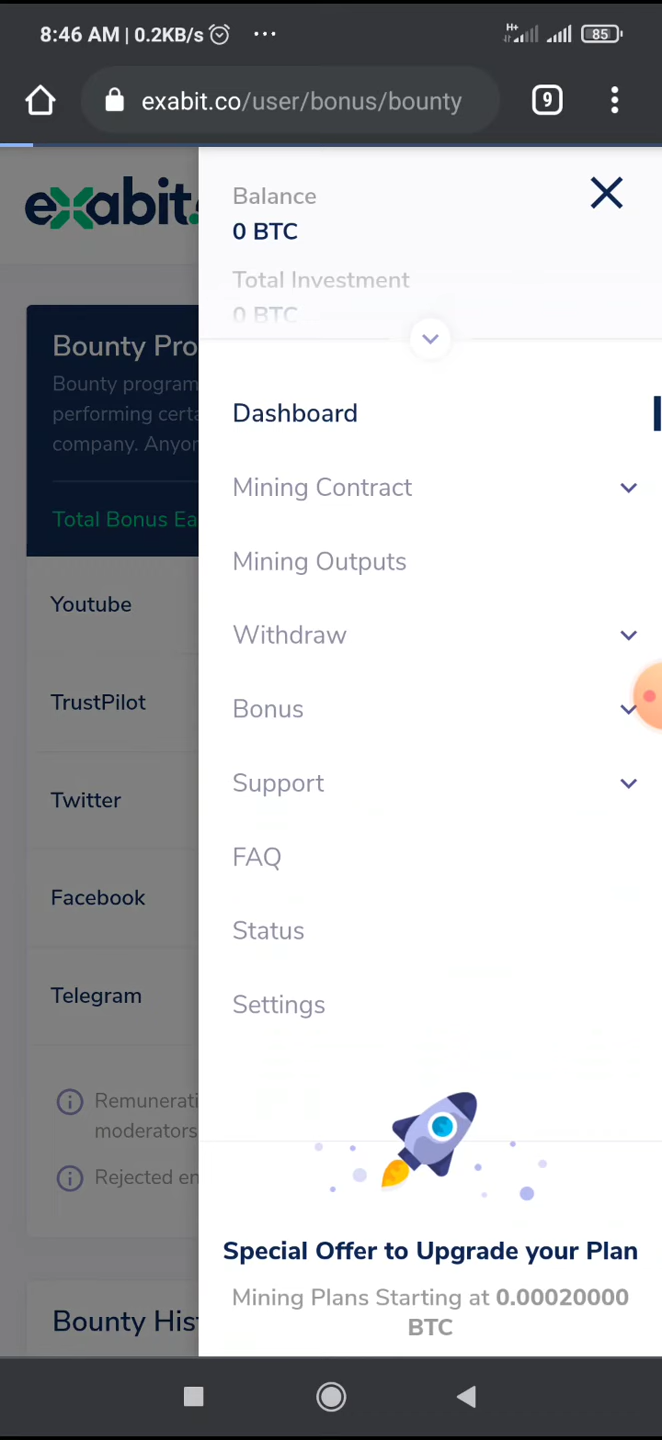 8:46 AM | 0.2KB/s
H+
85
exabit.co/user/bonus/bounty
9
exabit.
Balance
0 BTC
Total Investment
0 BTC
Bounty Pro
Bounty program
performing certa
company. Anyon
Total Bonus Ea
Youtube
TrustPilot
Twitter
Facebook
Telegram
Remunerati
moderators
Rejected en
Bounty His
Dashboard
Mining Contract
Mining Outputs
Withdraw
Bonus
Support
FAQ
Status
Settings
Special Offer to Upgrade your Plan
Mining Plans Starting at 0.00020000
BTC